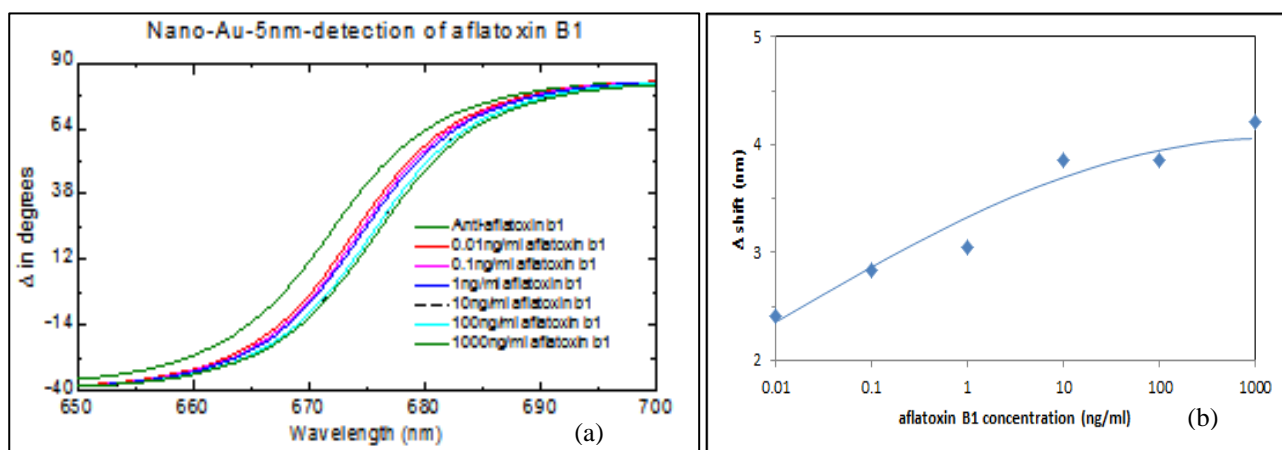 Nano-Au-5nm-detection of aflatoxin B1
90
64
38
12
-14
-40
Δ in degrees
Anti-aflatoxin b1
0.01ng/ml aflatoxin b1
0.1ng/ml aflatoxin b1
1ng/ml aflatoxin b1
10ng/ml aflatoxin b1
100ng/ml aflatoxin b1
1000ng/ml aflatoxin b1
650 660 670 680 690 700
Wavelength (nm)
(a)
5
4
3
2
Δ shift (nm)
0.01 0.1 1 10 100 1000
aflatoxin B1 concentration (ng/ml)
(b)